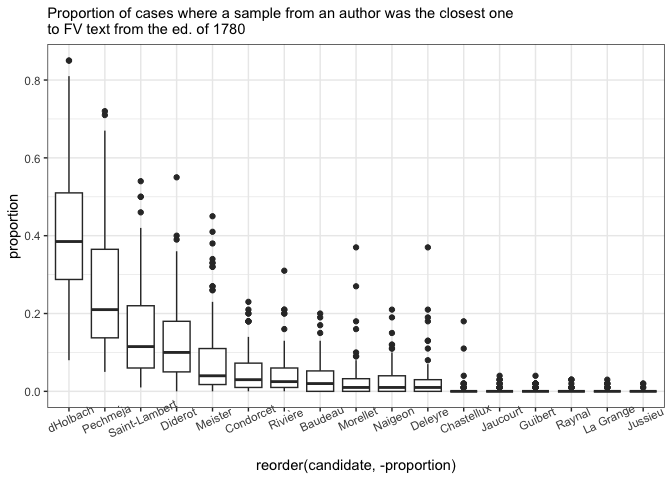 Proportion of cases where a sample from an author was the closest one
to FV text from the ed. of 1780
proportion
0.8
0.6
0.4
0.2
0.0
dHolbach
Pechmeja
Saint-Lambert
Diderot
Meister
Condorcet
Rivière
Baudeau
Morellet
Naigeon
Deleyre
Chastellux
Jaucourt
Guibert
Raynal
La Grange
Jussieu
reorder(candidate, -proportion)